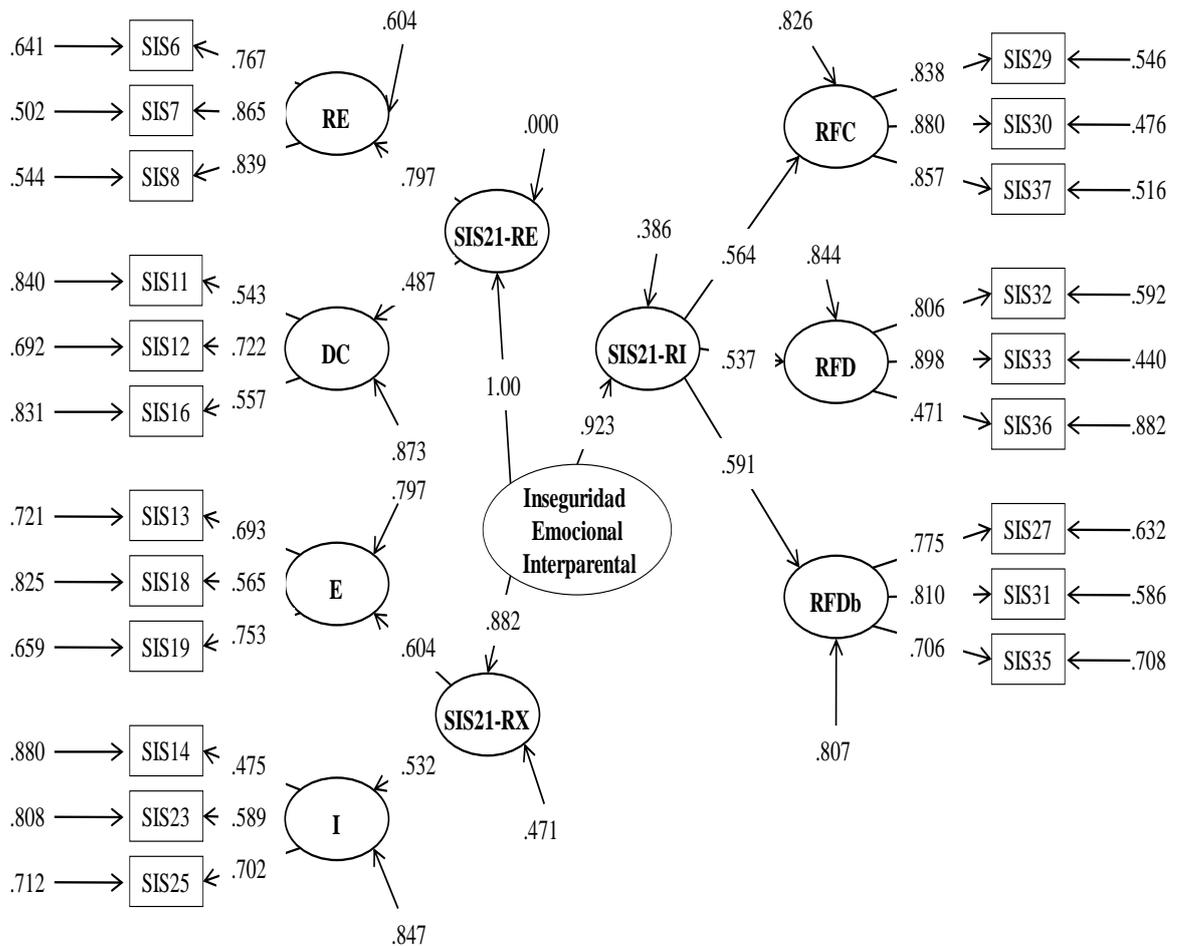 .641 SIS6 .767 .604
.502 SIS7 .865 RE
.544 SIS8 .839
.797 .000
SIS21-RE
.840 SIS11 .543 .487
.692 SIS12 .722 DC
.831 SIS16 .557
.873
1.00
.721 SIS13 .693 .797
.825 SIS18 .565 E
.659 SIS19 .753
.604
SIS21-RX
.882
.471
.880 SIS14 .475 .532
.808 SIS23 .589 I
.712 SIS25 .702
.847
Inseguridad
Emocional
Interparental
.923
.386
SIS21-RI
.826
RFC .838 SIS29 .546
.880 SIS30 .476
.857 SIS37 .516
.564
.844
.537 RFD .806 SIS32 .592
.898 SIS33 .440
.471 SIS36 .882
.591
RFDb .775 SIS27 .632
.810 SIS31 .586
.706 SIS35 .708
.807